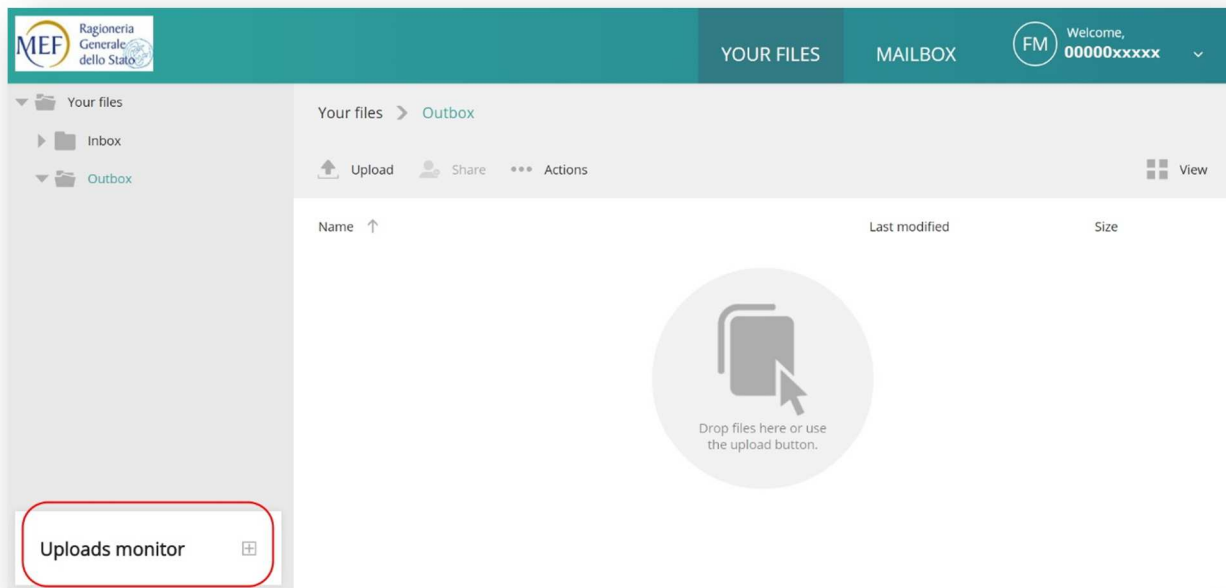 MEF
Ragioneria
Generale
dello Stato
YOUR FILES
MAILBOX
FM
Welcome,
00000xxxxx
Your files
Inbox
Outbox
Your files
Outbox
Upload
Share
Actions
View
Name
Last modified
Size
Drop files here or use
the upload button.
Uploads monitor